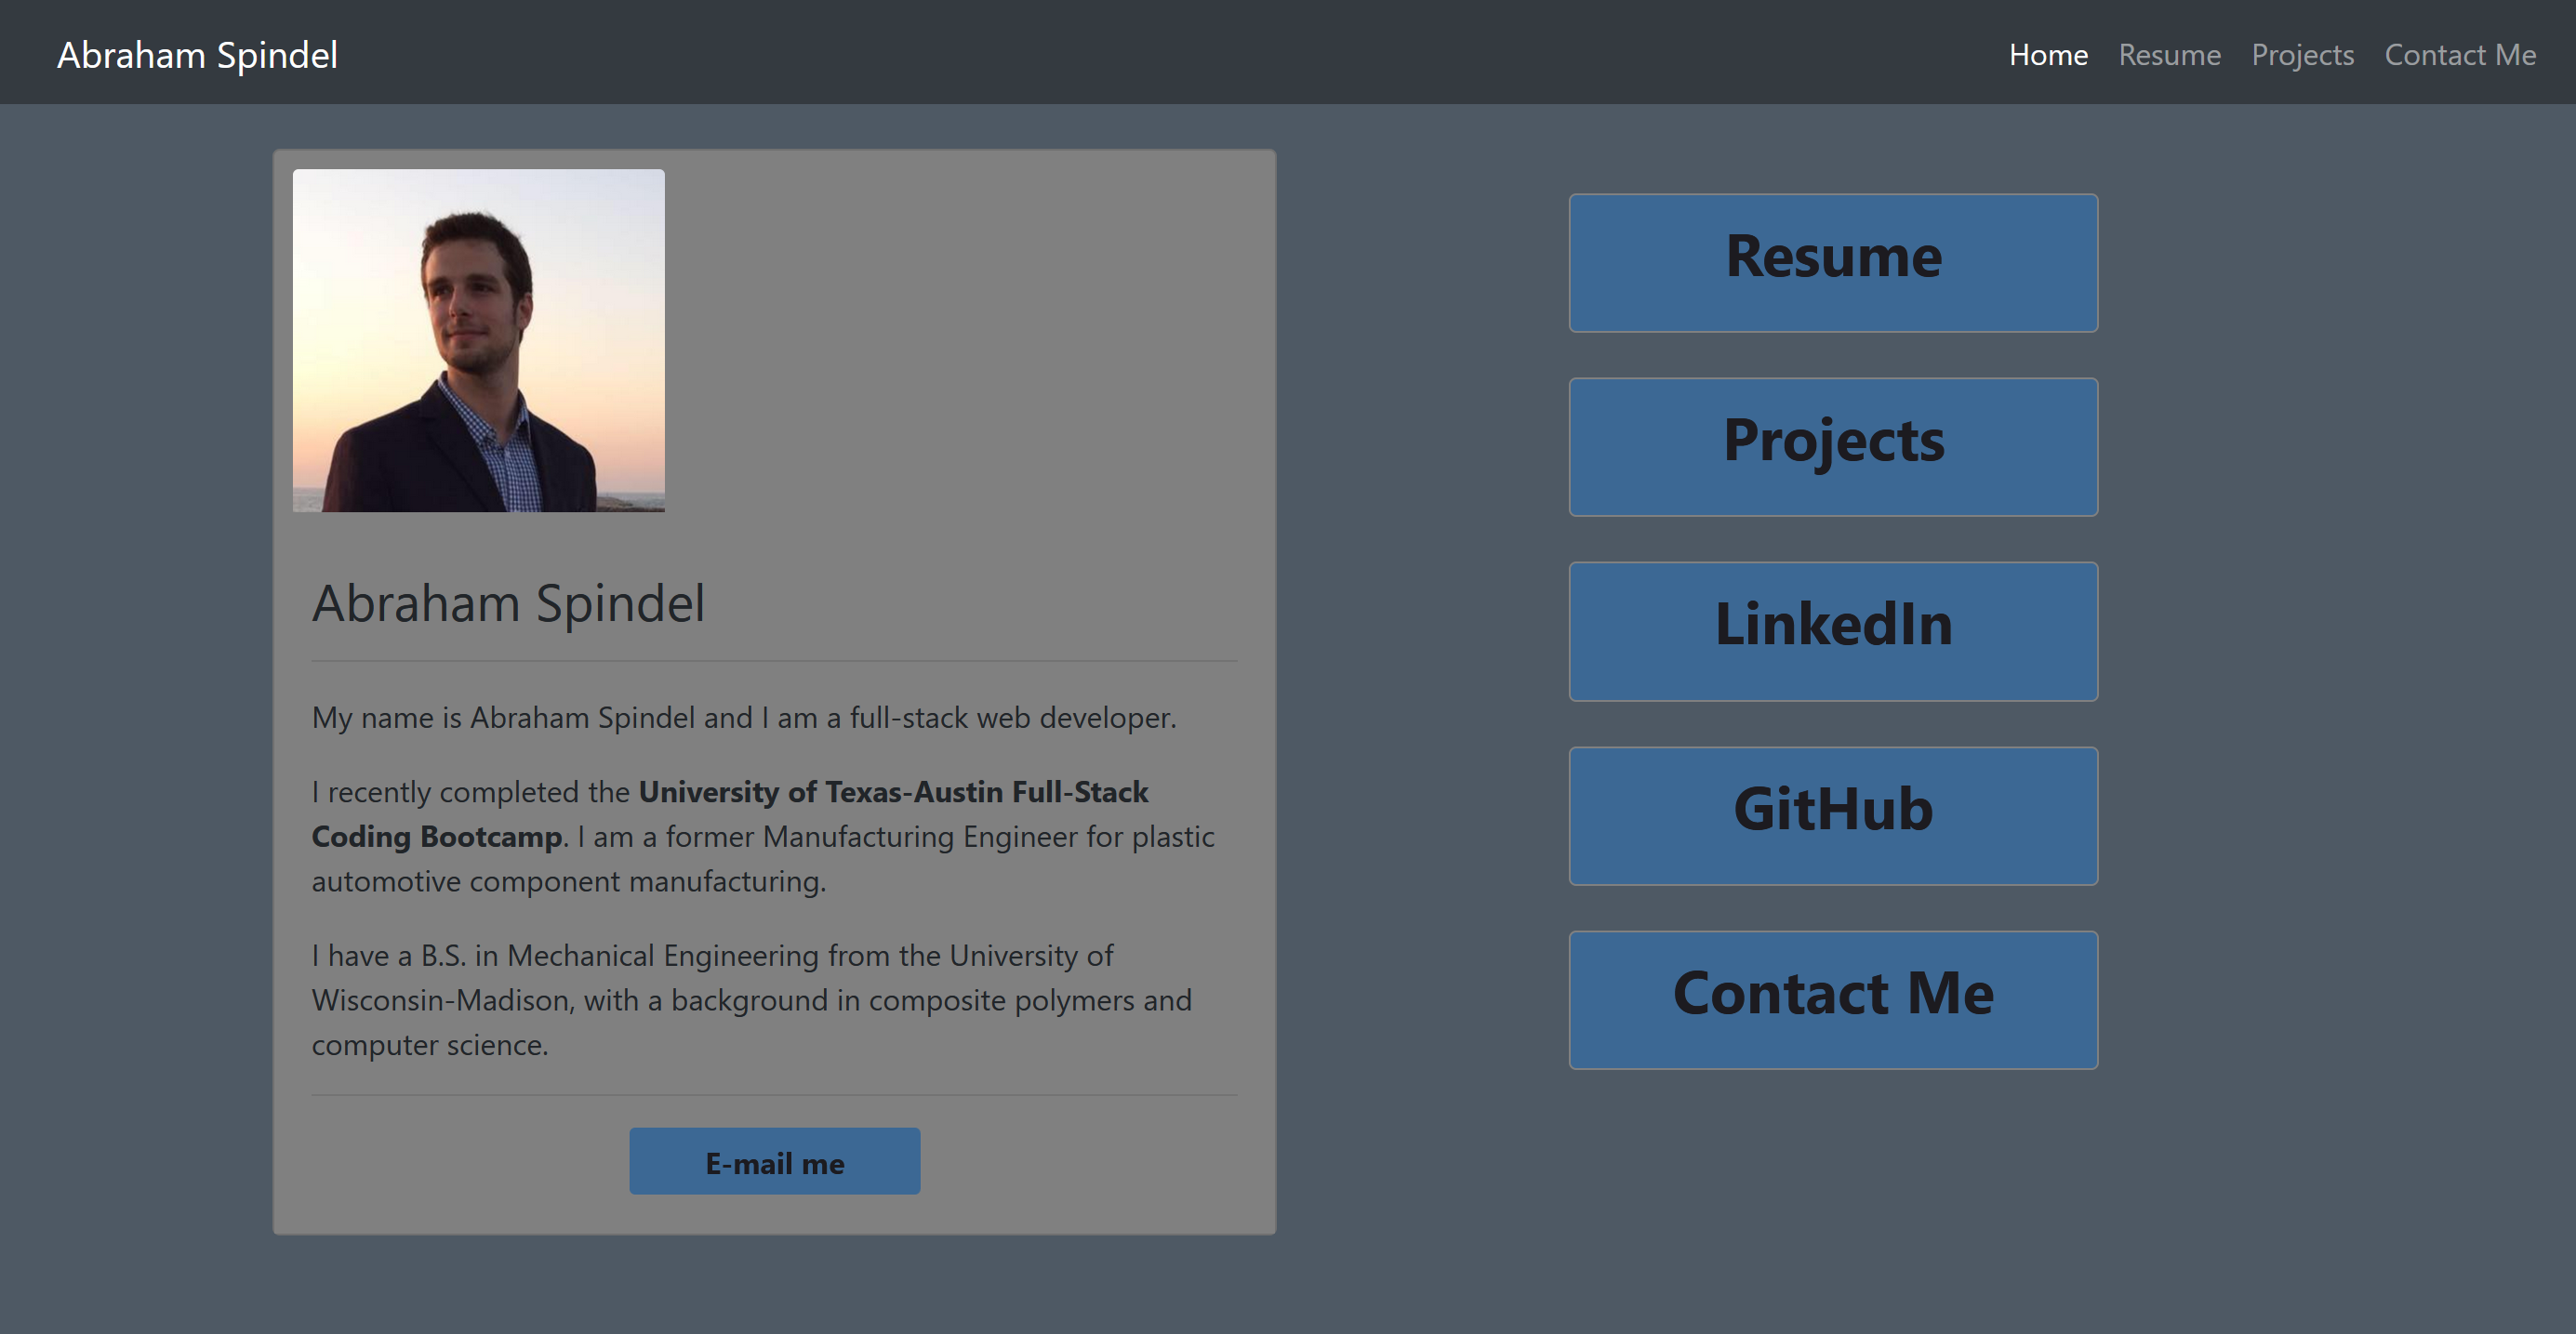 Abraham Spindel
Home Resume Projects Contact Me
Abraham Spindel
My name is Abraham Spindel and I am a full-stack web developer.
I recently completed the University of Texas-Austin Full-Stack
Coding Bootcamp. I am a former Manufacturing Engineer for plastic
automotive component manufacturing.
I have a B.S. in Mechanical Engineering from the University of
Wisconsin-Madison, with a background in composite polymers and
computer science.
E-mail me
Resume
Projects
LinkedIn
GitHub
Contact Me